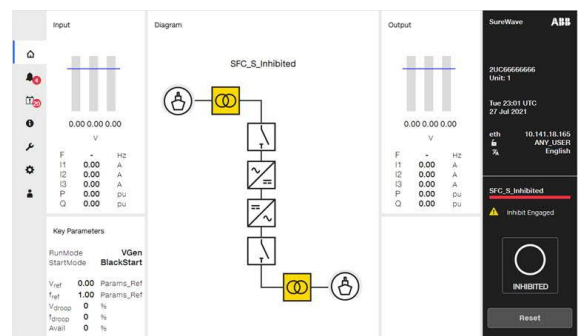 Input
0.00 0.00 0.00
V
F - Hz
I1 0.00 A
I2 0.00 A
I3 0.00 A
P 0.00 pu
Q 0.00 pu
Key Parameters
RunMode VGen
StartMode BlackStart
Vref 0.00 Params_Ref
fref 1.00 Params_Ref
Vdroop 0 %
fdroop 0 %
Avail 0 %
Diagram
SFC_S_Inhibited
Output
0.00 0.00 0.00
V
F - Hz
I1 0.00 A
I2 0.00 A
I3 0.00 A
P 0.00 pu
Q 0.00 pu
SureWave ABB
2UC66666666
Unit: 1
Tue 23:01 UTC
27 Jul 2021
eth 10.141.18.165
ANY_USER
English
SFC_S_Inhibited
Inhibit Engaged
INHIBITED
Reset